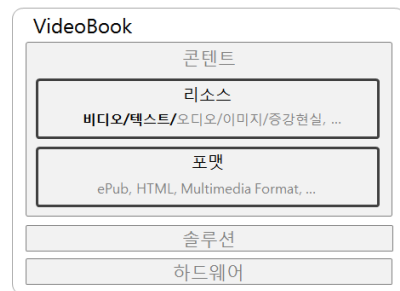 VideoBook
콘텐트
리소스
비디오/텍스트/오디오/이미지/증강현실, ...
포맷
ePub, HTML, Multimedia Format, ...
솔루션
하드웨어